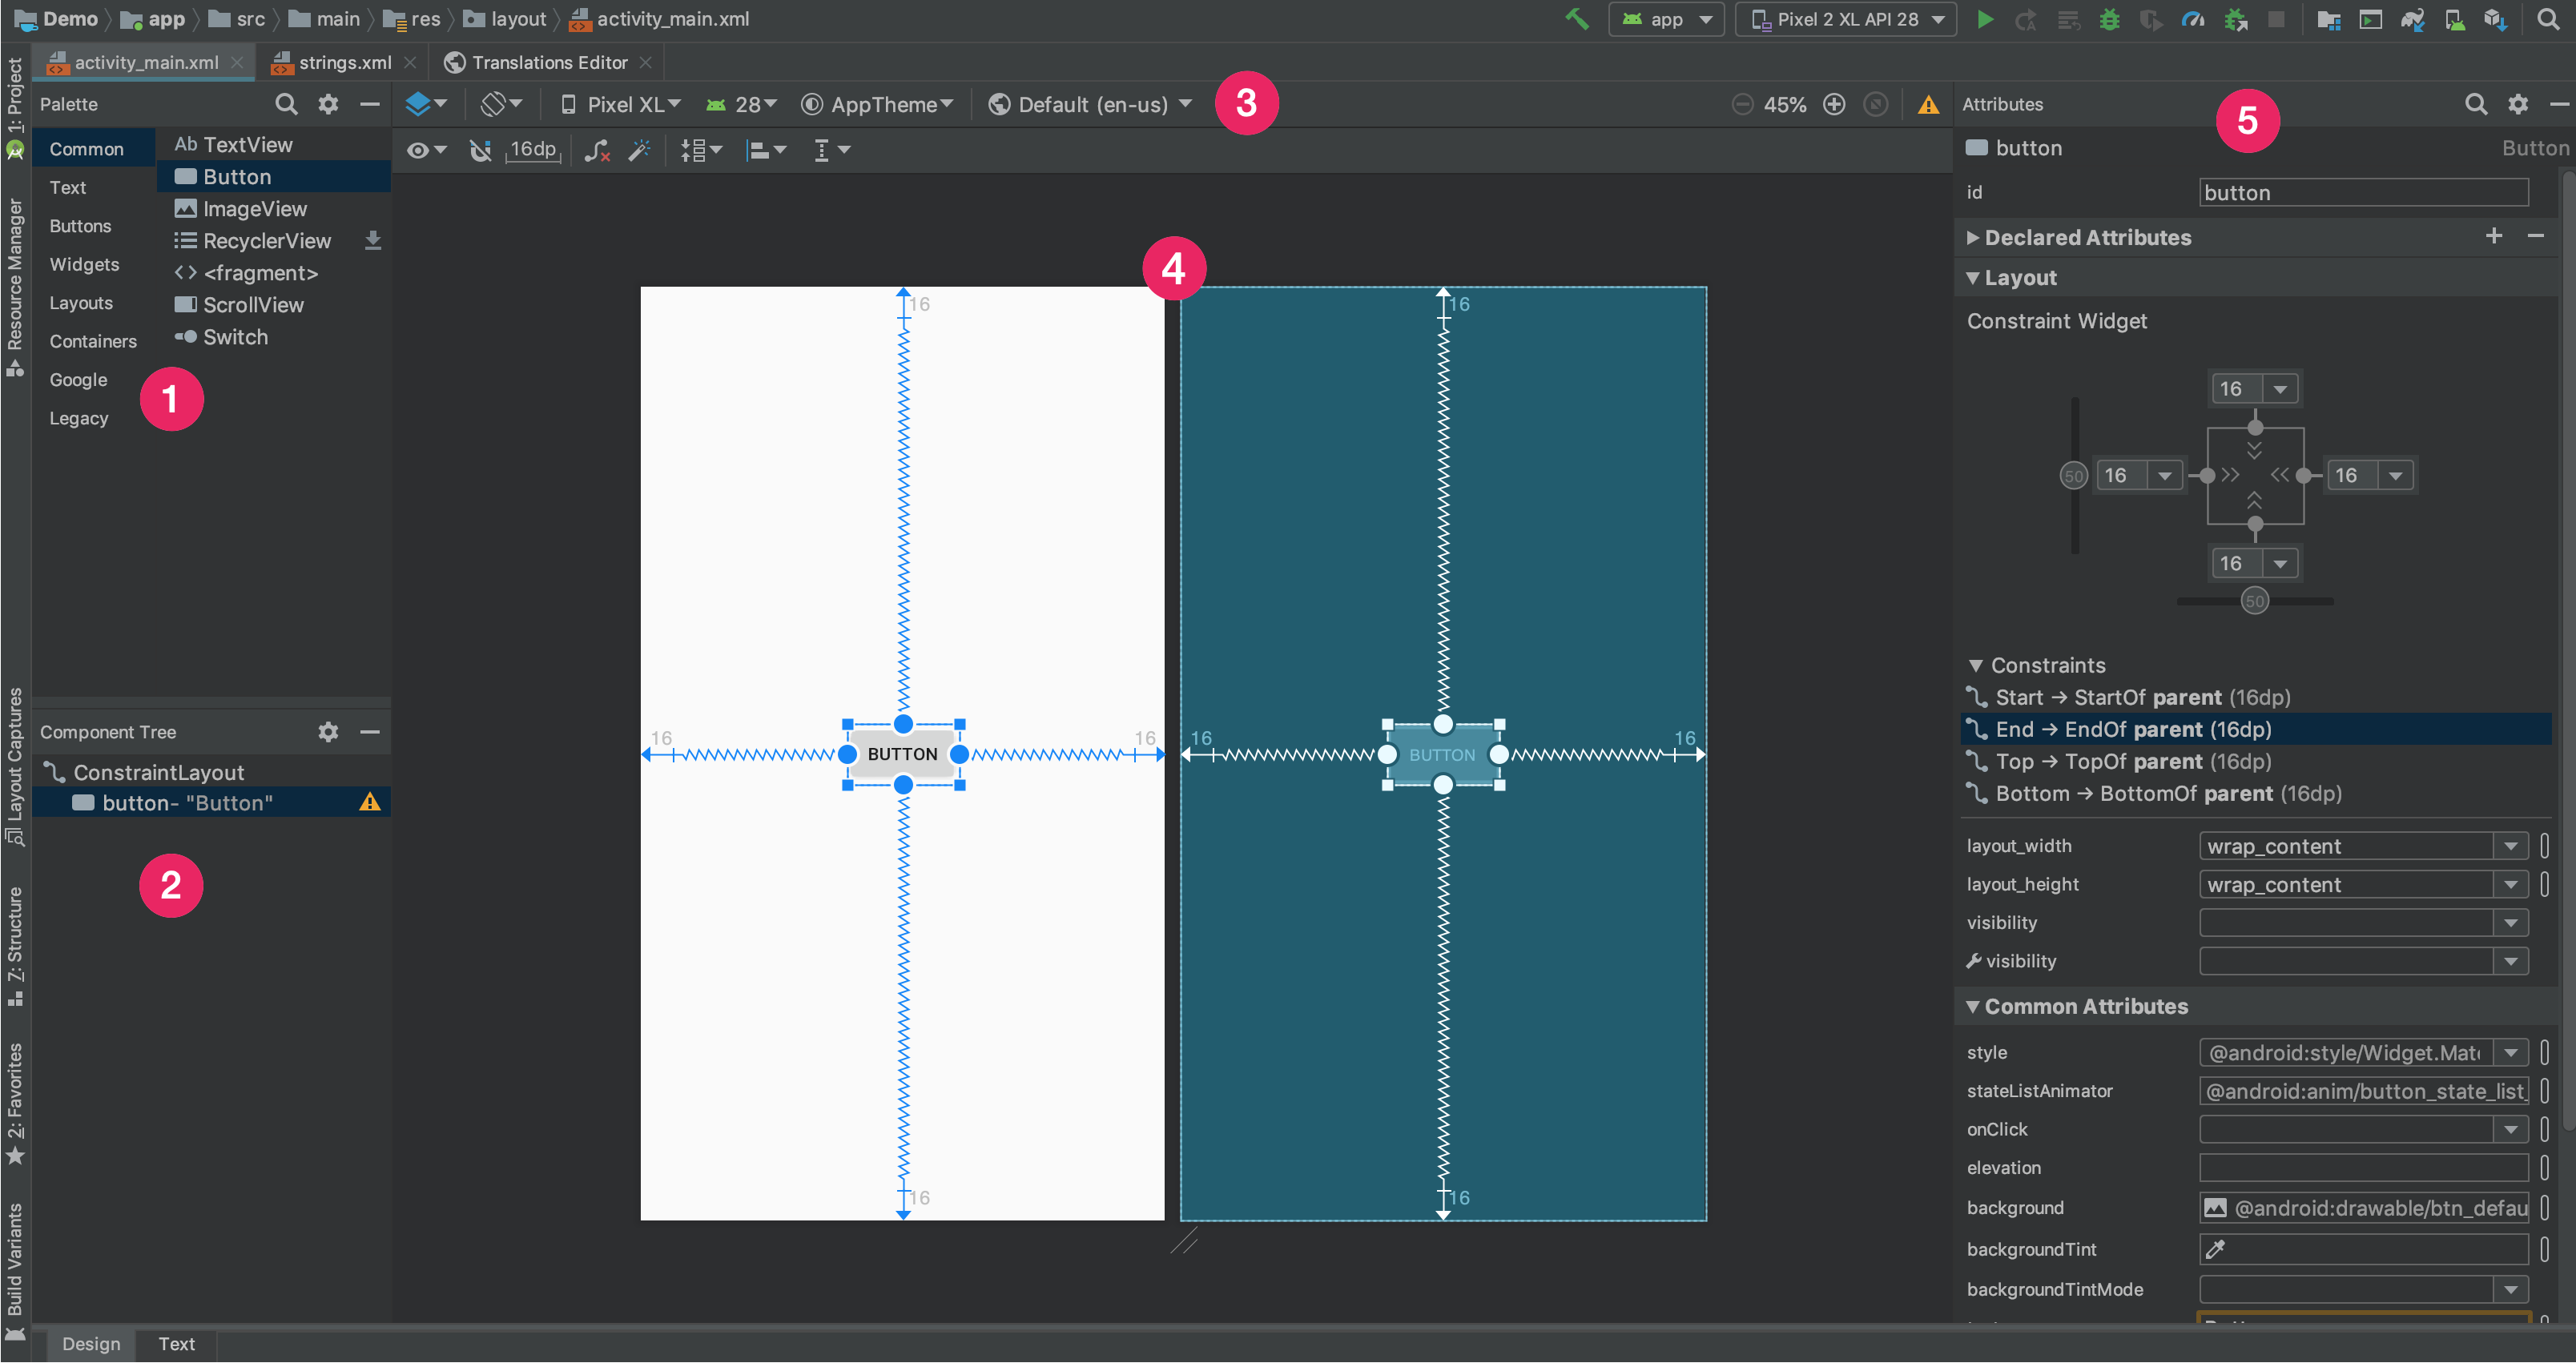 Demo app src main res layout activity_main.xml app Pixel 2 XL API 28
activity_main.xml strings.xml Translations Editor
1: Project
Resource Manager
Layout Captures
7: Structure
2: Favorites
Build Variants
Palette
Common
Text
Buttons
Widgets
Layouts
Containers
Google
Legacy
Ab TextView
Button
ImageView
RecyclerView
<fragment>
ScrollView
Switch
1
Component Tree
ConstraintLayout
button- "Button"
2
Pixel XL 28 AppTheme Default (en-us) 3 45%
16dp
4
16
16 16
BUTTON
16
16
16 16
BUTTON
16
Attributes
5
button Button
id button
Declared Attributes
Layout
Constraint Widget
16
50 16 16
16
50
Constraints
Start → StartOf parent (16dp)
End → EndOf parent (16dp)
Top → TopOf parent (16dp)
Bottom → BottomOf parent (16dp)
layout_width wrap_content
layout_height wrap_content
visibility
visibility
Common Attributes
style @android:style/Widget.Mat
stateListAnimator @android:anim/button_state_list_
onClick
elevation
background @android:drawable/btn_defau
backgroundTint
backgroundTintMode
Design Text